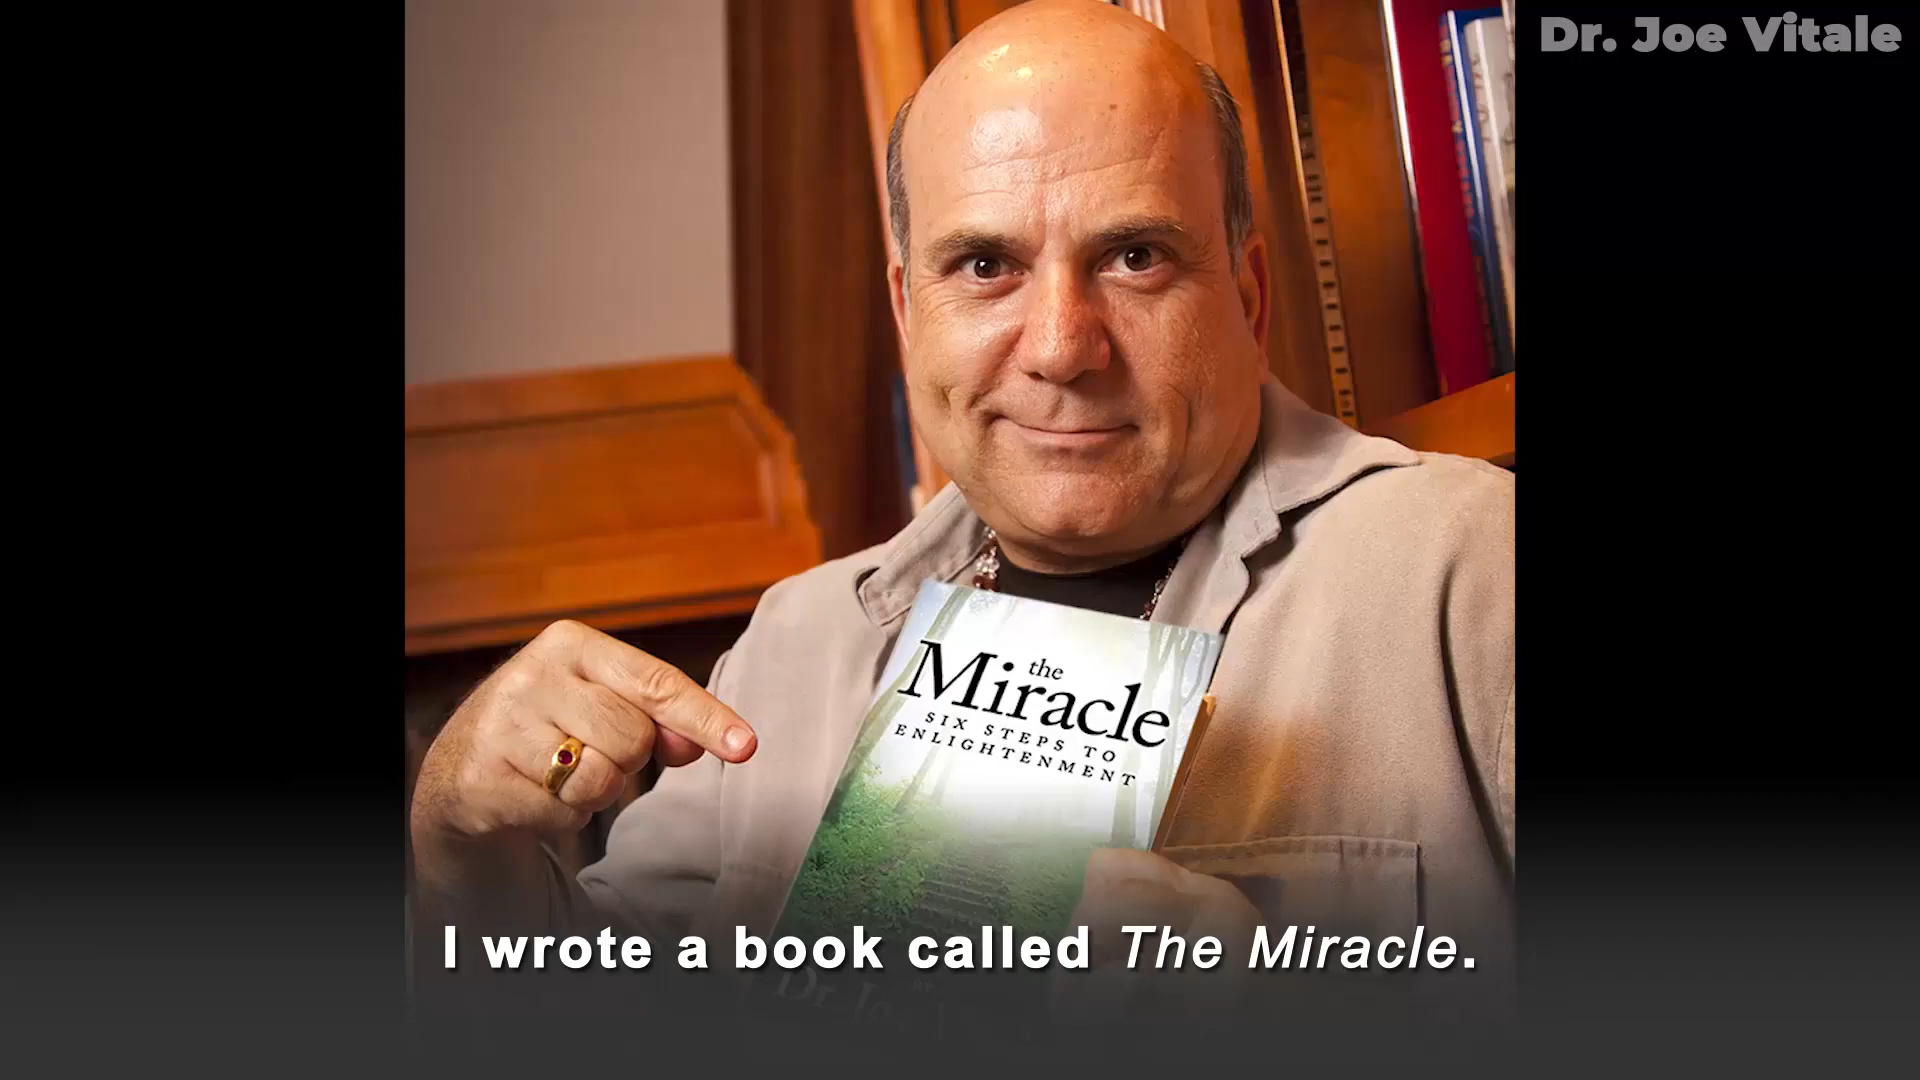 Dr. Joe Vitale
the
Miracle
SIX STEPS TO
ENLIGHTENMENT
I wrote a book called The Miracle.